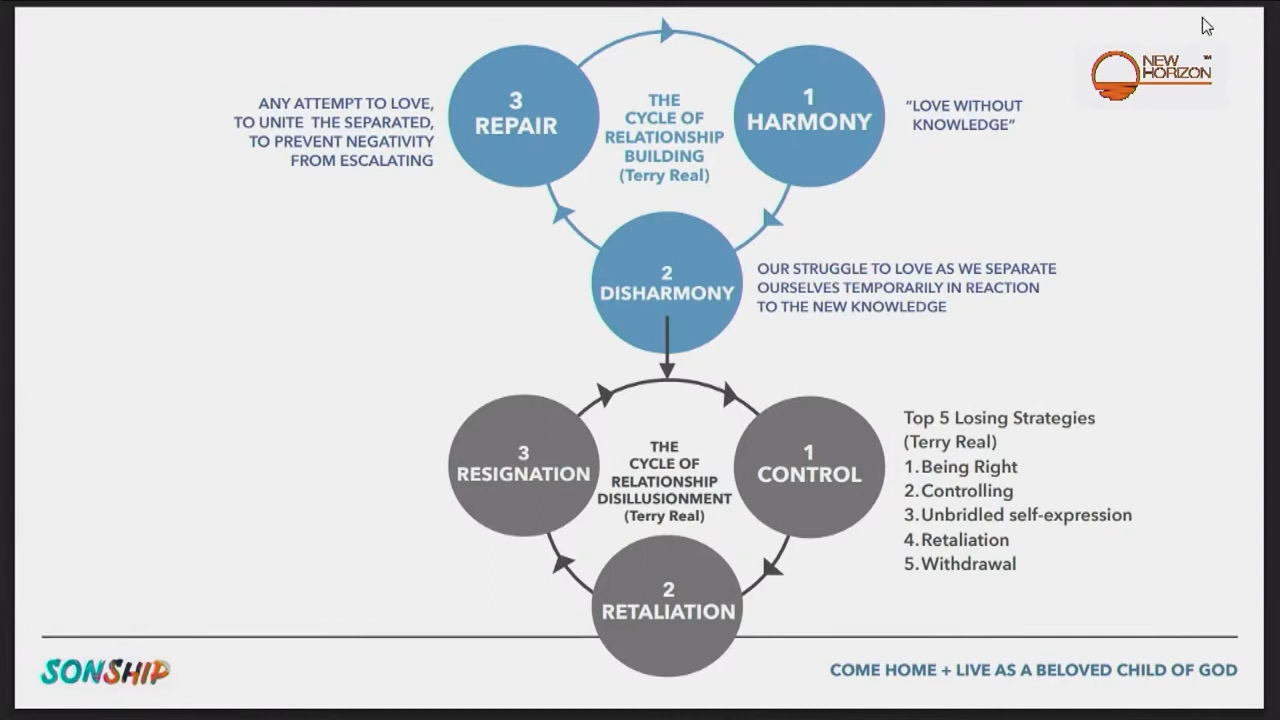 NEW
HORIZON
TM
3
REPAIR
1
HARMONY
THE
CYCLE OF
RELATIONSHIP
BUILDING
(Terry Real)
ANY ATTEMPT TO LOVE,
TO UNITE THE SEPARATED,
TO PREVENT NEGATIVITY
FROM ESCALATING
“LOVE WITHOUT
KNOWLEDGE”
2
DISHARMONY
OUR STRUGGLE TO LOVE AS WE SEPARATE
OURSELVES TEMPORARILY IN REACTION
TO THE NEW KNOWLEDGE
3
RESIGNATION
THE
CYCLE OF
RELATIONSHIP
DISILLUSIONMENT
(Terry Real)
1
CONTROL
Top 5 Losing Strategies
(Terry Real)
1.Being Right
2.Controlling
3.Unbridled self-expression
4.Retaliation
5.Withdrawal
2
RETALIATION
SONSHIP
COME HOME + LIVE AS A BELOVED CHILD OF GOD